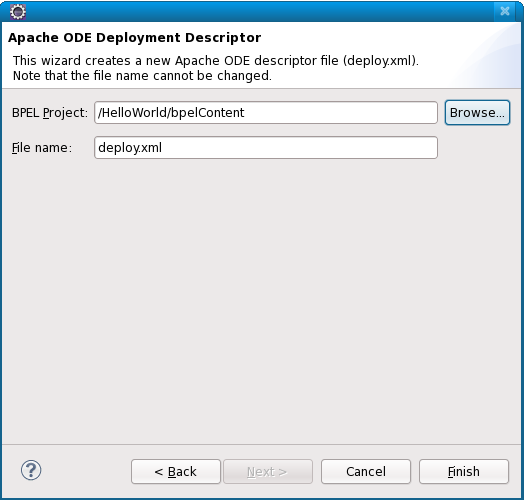 Apache ODE Deployment Descriptor
This wizard creates a new Apache ODE descriptor file (deploy.xml).
Note that the file name cannot be changed.
BPEL Project: /HelloWorld/bpelContent Browse...
File name: deploy.xml
? < Back Next > Cancel Finish